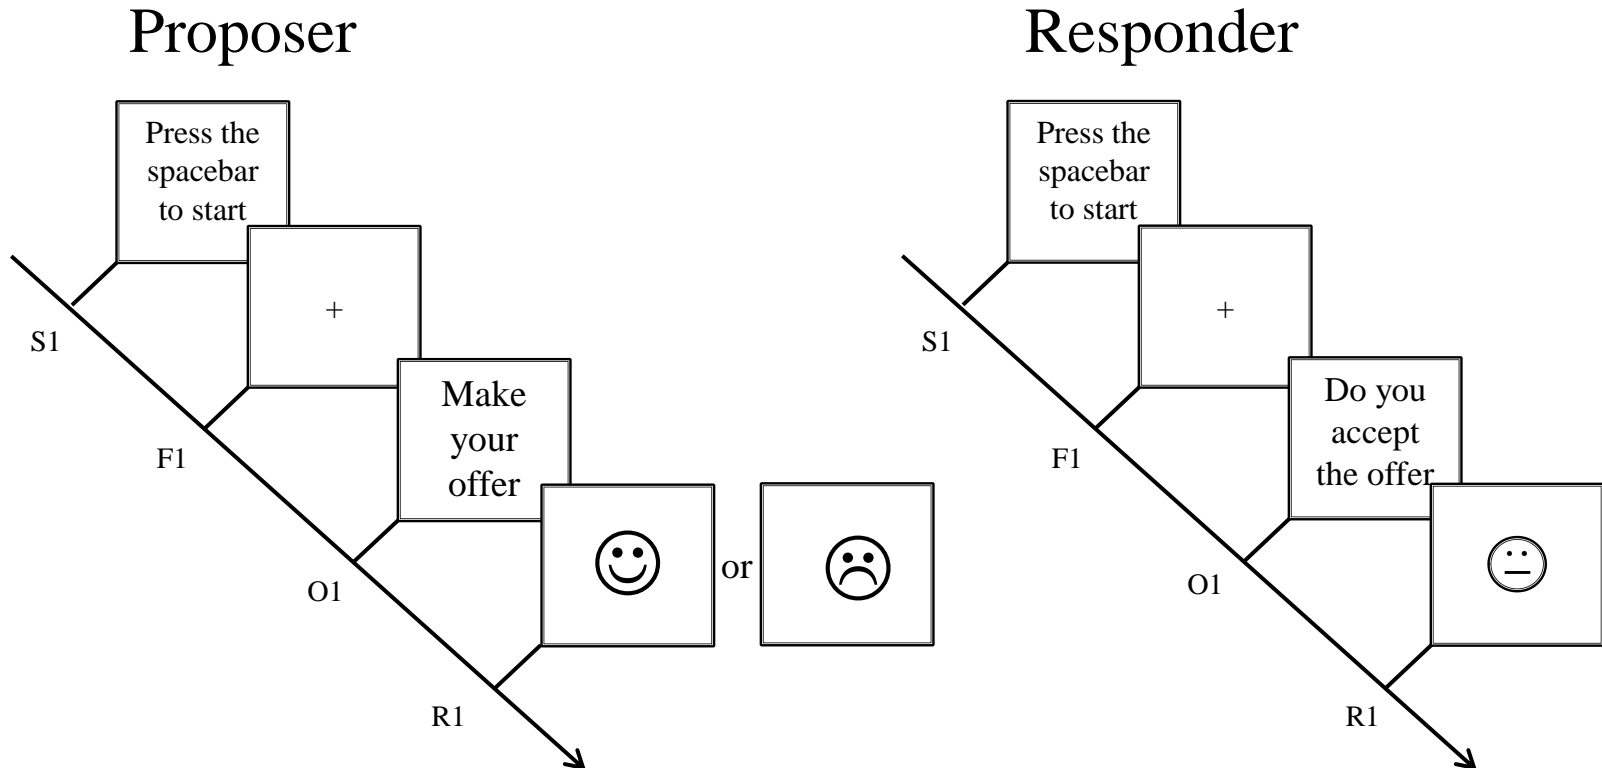 Proposer
Press the
spacebar
to start
+
Make
your
offer
or
S1
F1
O1
R1
Responder
Press the
spacebar
to start
+
Do you
accept
the offer
S1
F1
O1
R1